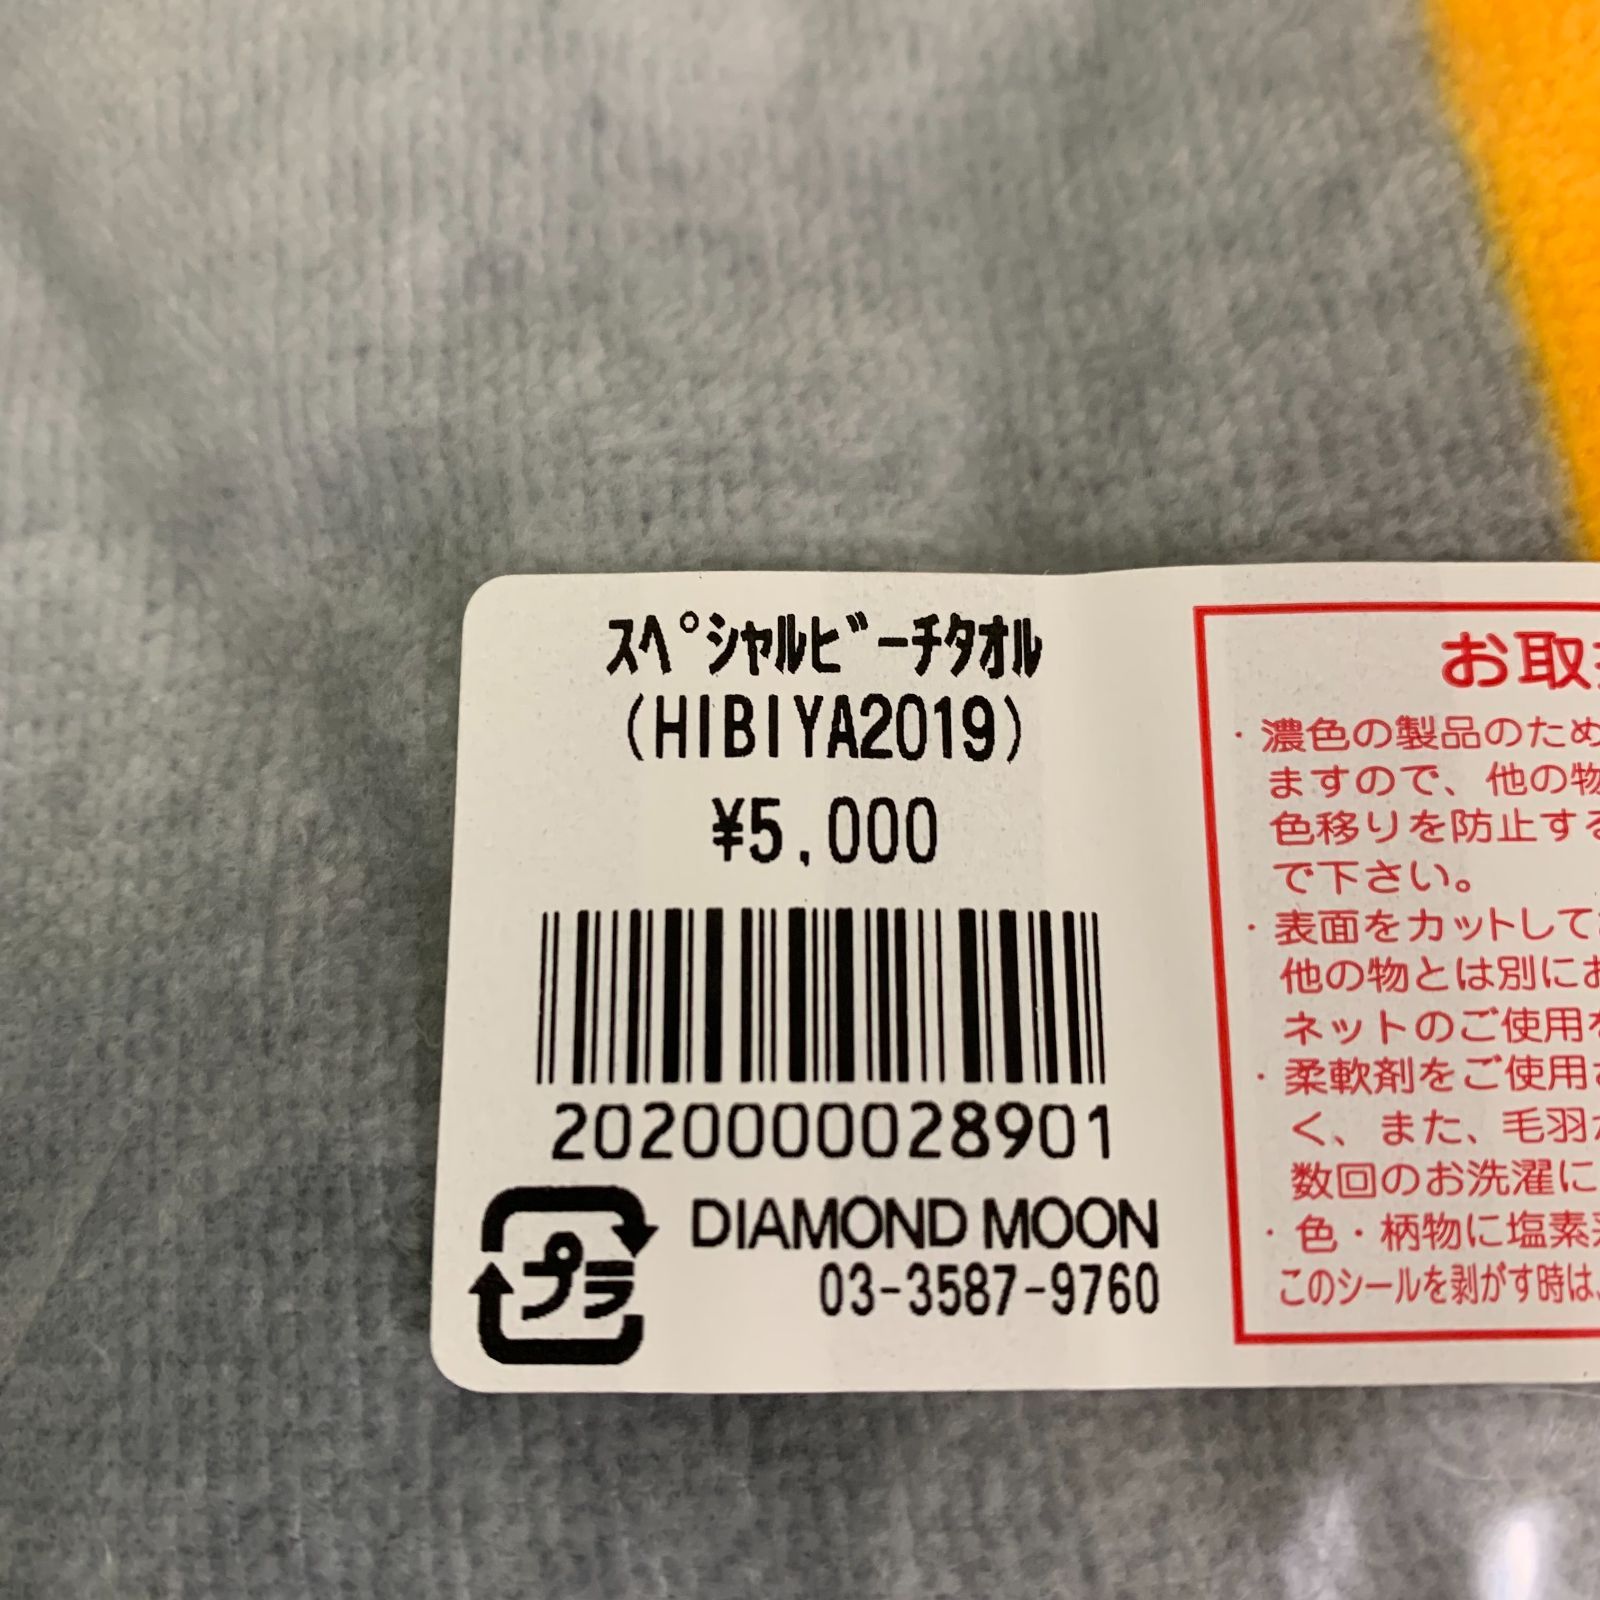 スペシャルビーチタオル
(HIBIYA2019)
¥5,000
2020000028901
プラ
DIAMOND MOON
03-3587-9760
お取
・濃色の製品のため
ますので、他の物
色移りを防止する
で下さい。
・表面をカットして
他の物とは別にお
ネットのご使用を
・柔軟剤をご使用
く、また、毛羽
数回のお洗濯に
・色・柄物に塩素系
このシールを剥がす時は、